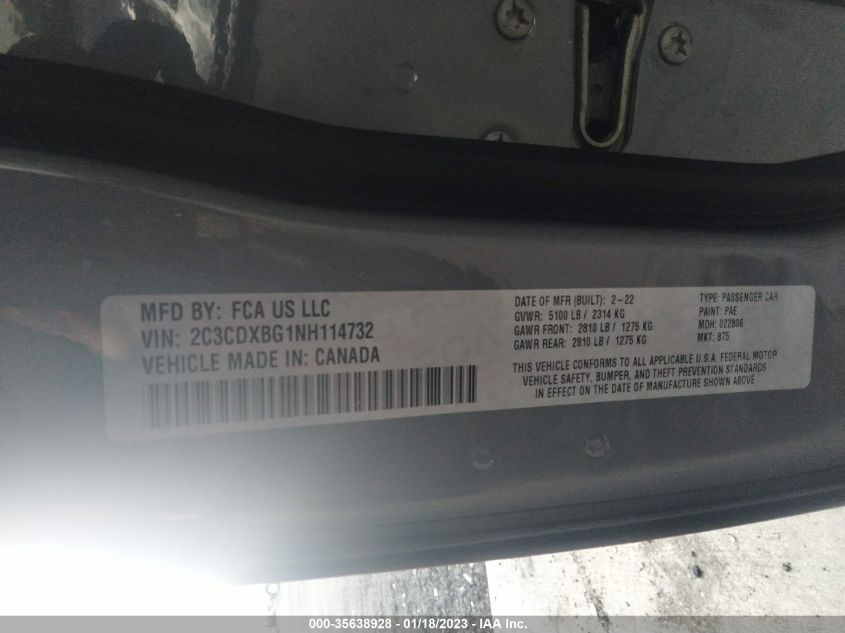 MFD BY: FCA US LLC
VIN: 2C3CDXBG1NH114732
VEHICLE MADE IN: CANADA
DATE OF MFR (BUILT): 2-22
GVWR: 5100 LB / 2314 KG
GAWR FRONT: 2810 LB / 1275 KG
GAWR REAR: 2810 LB / 1275 KG
TYPE: PASSENGER CAR
PAINT: PAE
MDH: 022806
MKT: 875
THIS VEHICLE CONFORMS TO ALL APPLICABLE U.S.A. FEDERAL MOTOR
VEHICLE SAFETY, BUMPER, AND THEFT PREVENTION STANDARDS
IN EFFECT ON THE DATE OF MANUFACTURE SHOWN ABOVE
000-35638928 - 01/18/2023 - IAA Inc.